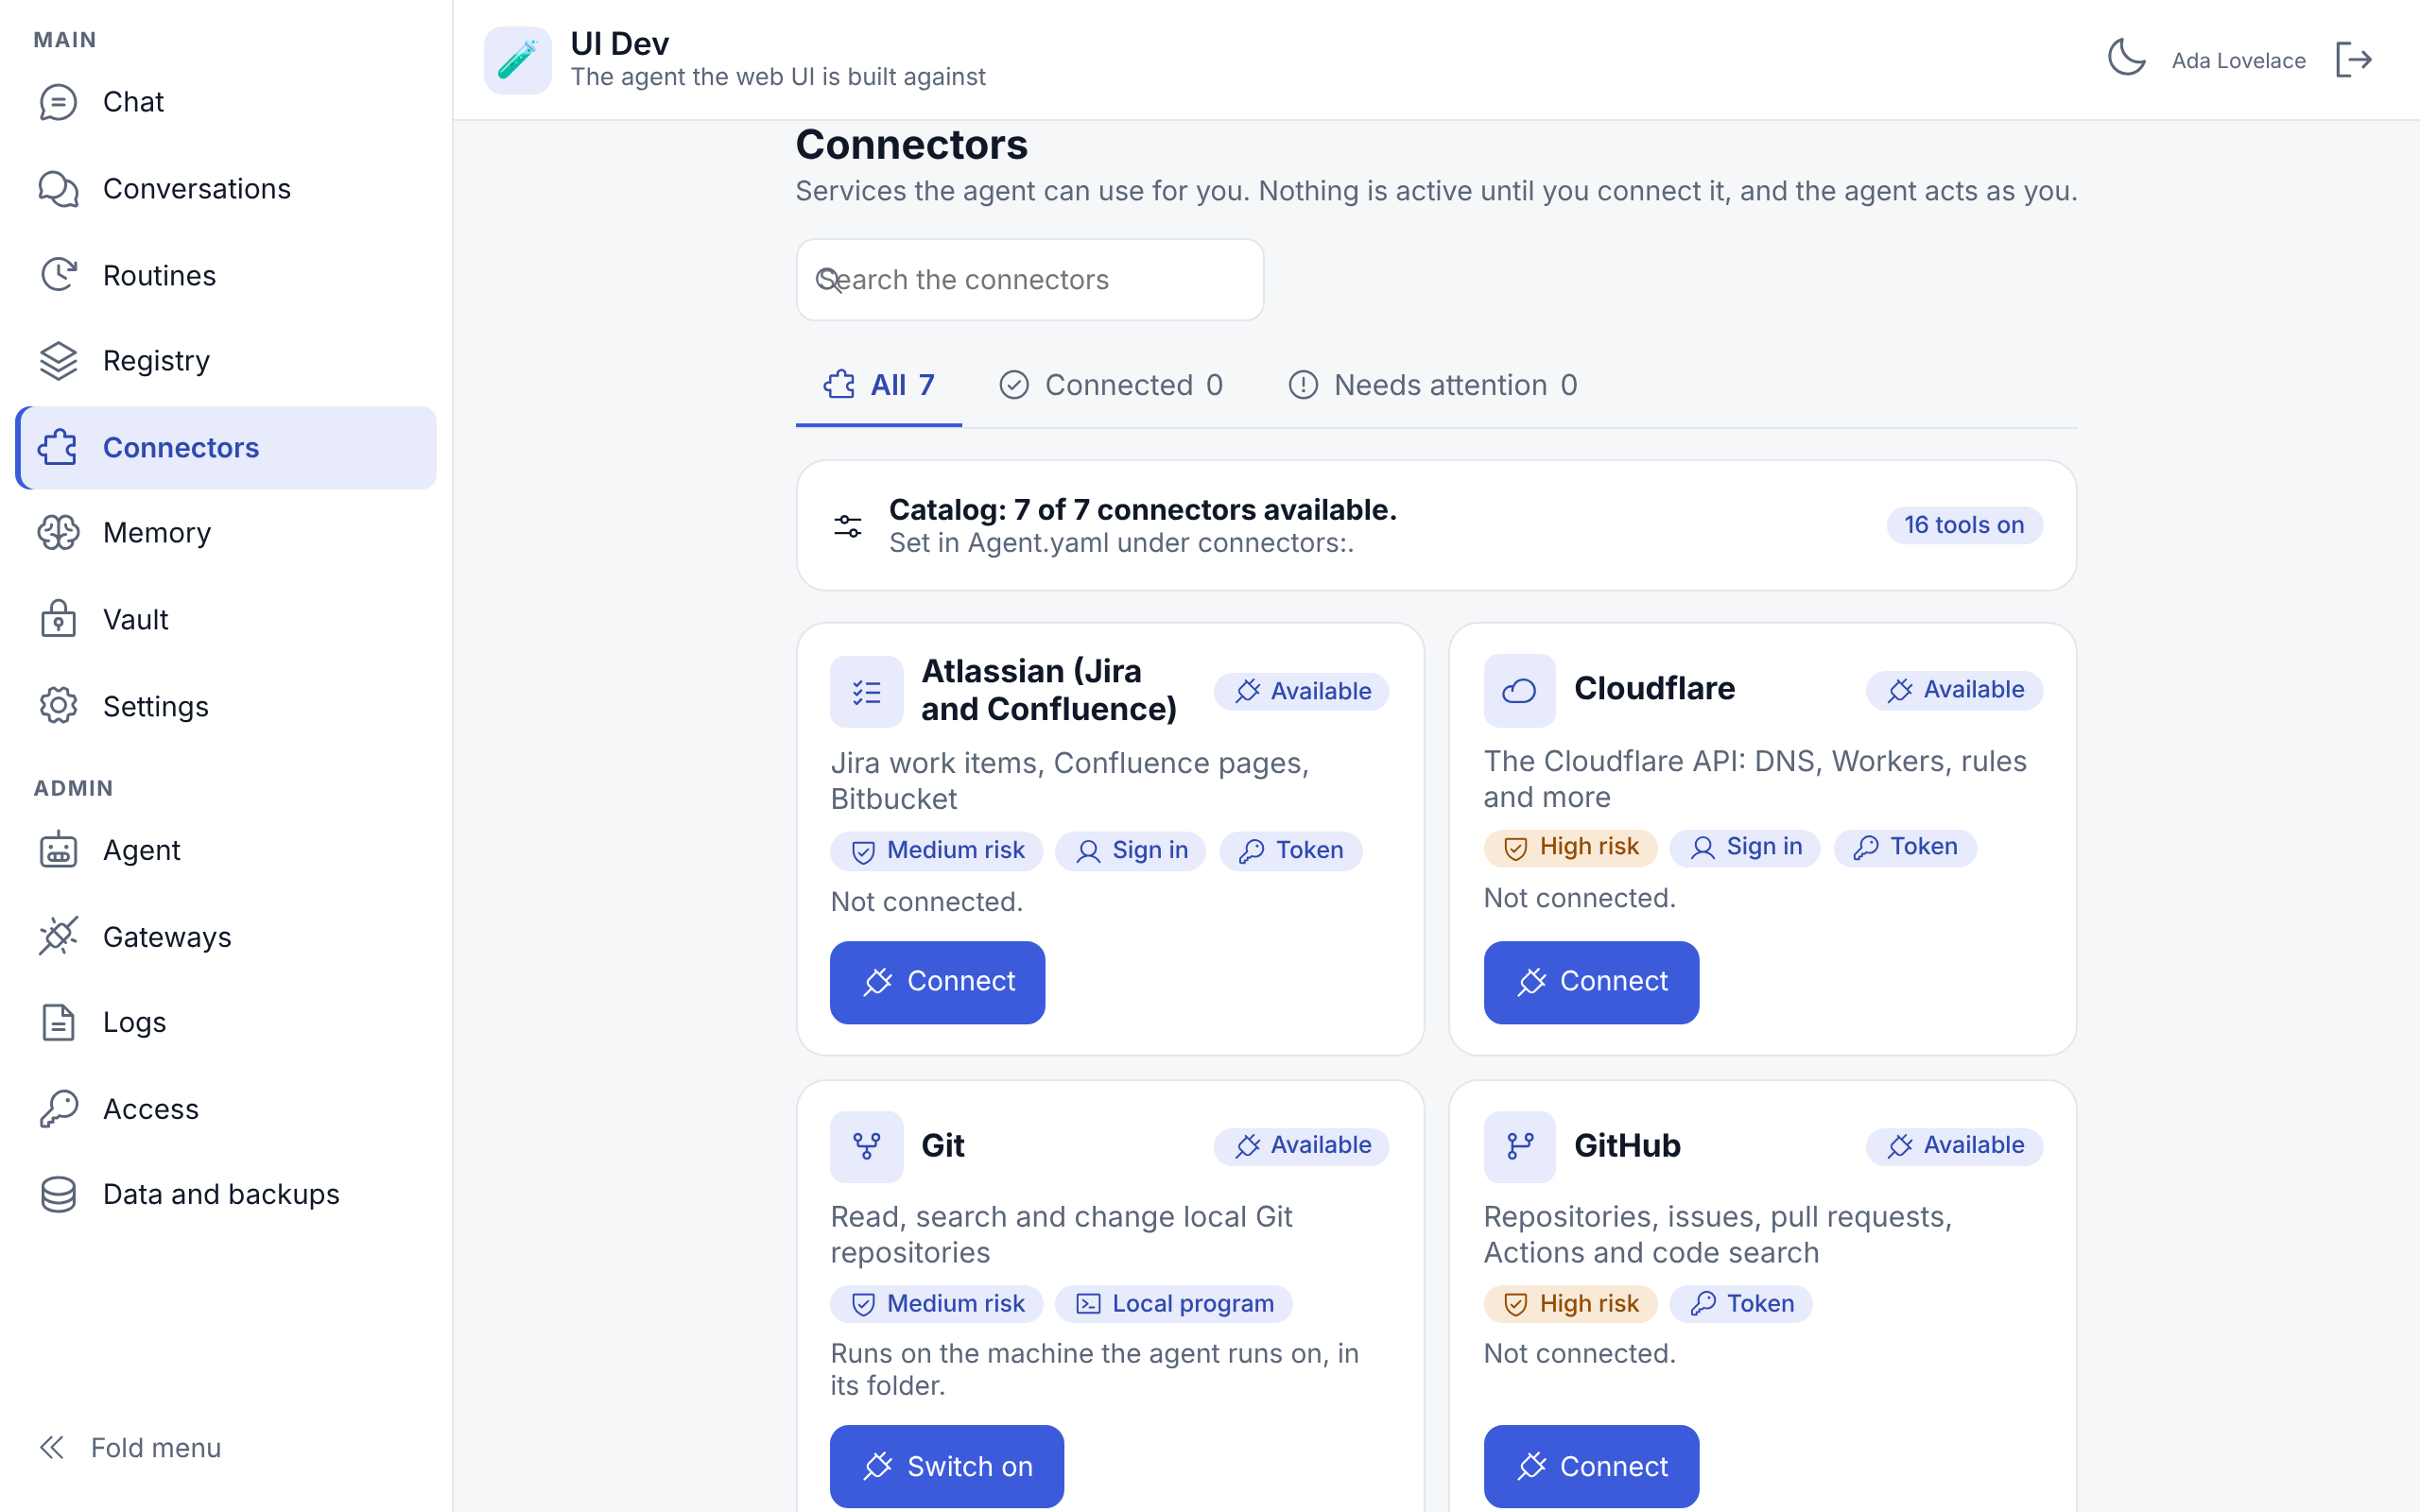 MAIN
Chat
Conversations
Routines
Registry
Connectors
Memory
Vault
Settings
ADMIN
Agent
Gateways
Logs
Access
Data and backups
Fold menu
UI Dev
The agent the web UI is built against
Ada Lovelace
Connectors
Services the agent can use for you. Nothing is active until you connect it, and the agent acts as you.
Search the connectors
All 7
Connected 0
Needs attention 0
Catalog: 7 of 7 connectors available.
Set in Agent.yaml under connectors:.
16 tools on
Atlassian (Jira
and Confluence)
Available
Jira work items, Confluence pages,
Bitbucket
Medium risk
Sign in
Token
Not connected.
Connect
Cloudflare
Available
The Cloudflare API: DNS, Workers, rules
and more
High risk
Sign in
Token
Not connected.
Connect
Git
Available
Read, search and change local Git
repositories
Medium risk
Local program
Runs on the machine the agent runs on, in
its folder.
Switch on
GitHub
Available
Repositories, issues, pull requests,
Actions and code search
High risk
Token
Not connected.
Connect